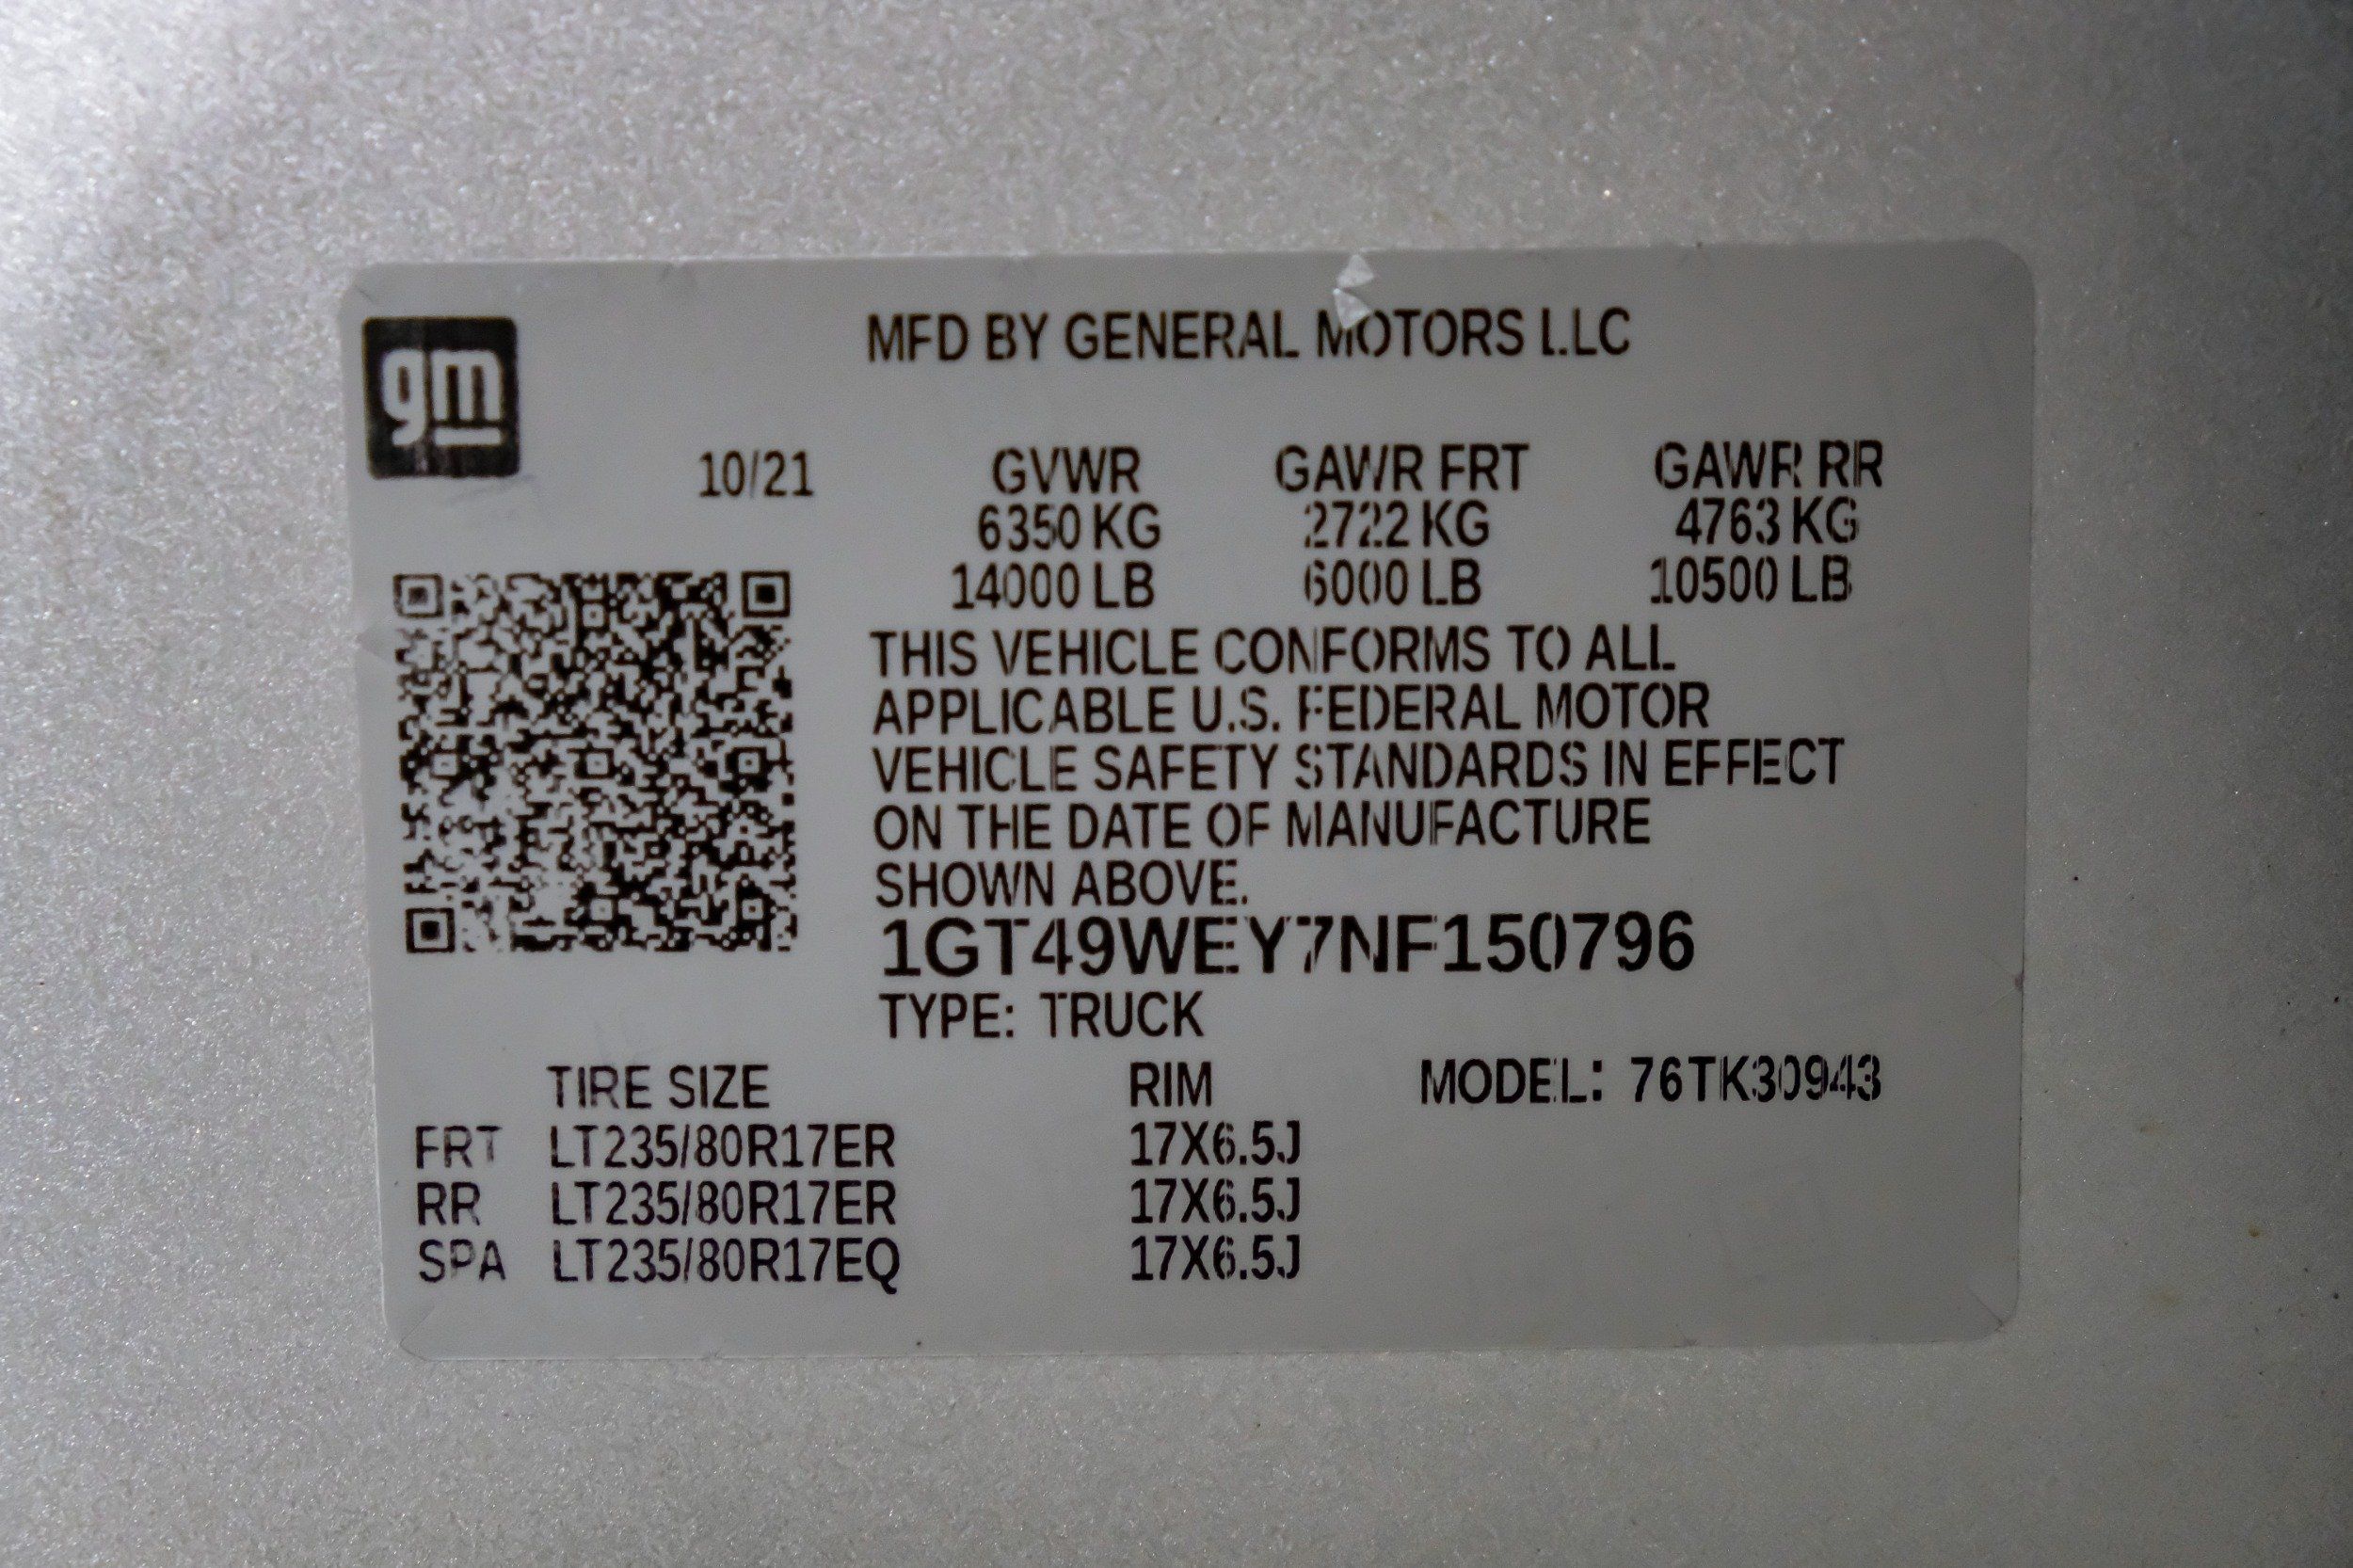 gm
MFD BY GENERAL MOTORS LLC
10/21 GVWR GAWR FRT GAWR RR
6350 KG 2722 KG 4763 KG
14000 LB 6000 LB 10500 LB
THIS VEHICLE CONFORMS TO ALL
APPLICABLE U.S. FEDERAL MOTOR
VEHICLE SAFETY STANDARDS IN EFFECT
ON THE DATE OF MANUFACTURE
SHOWN ABOVE.
1GT49WEY7NF150796
TYPE: TRUCK
TIRE SIZE RIM MODEL: 76TK30943
FRT LT235/80R17ER 17X6.5J
RR LT235/80R17ER 17X6.5J
SPA LT235/80R17EQ 17X6.5J